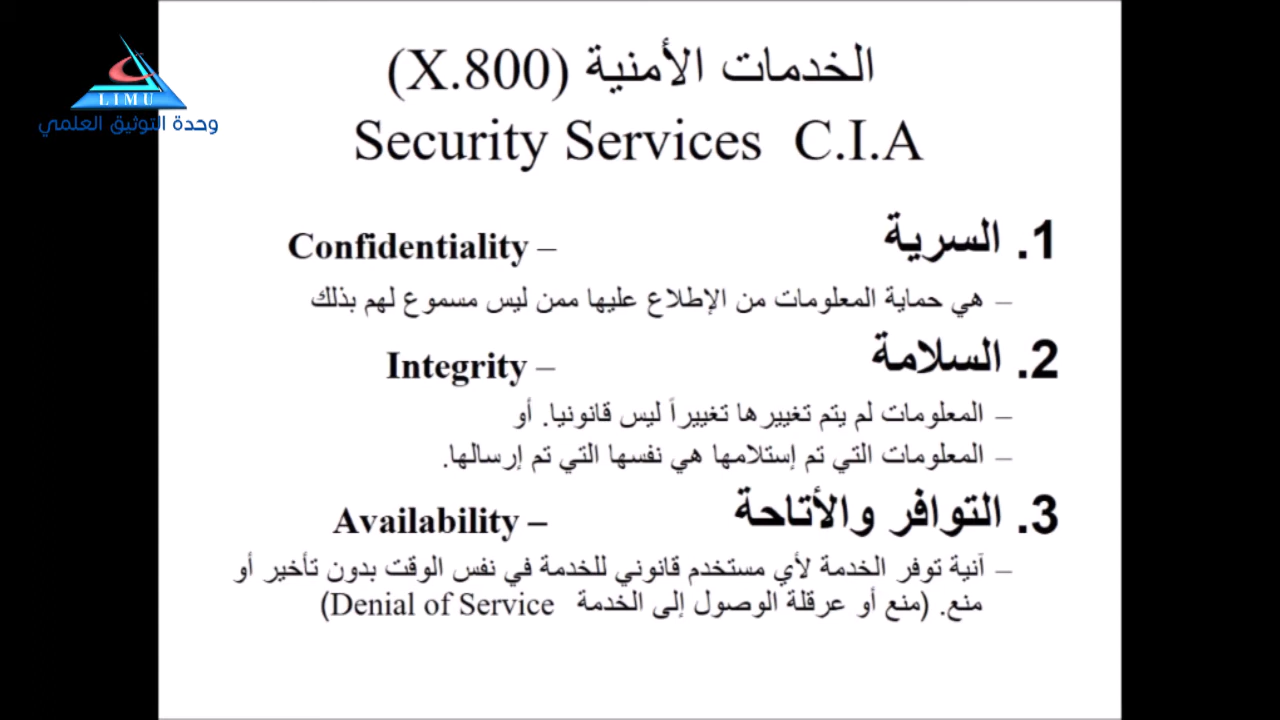 LIMU
وحدة التوثيق العلمي
الخدمات الأمنية (X.800)
Security Services C.I.A
1. السرية – Confidentiality
– هي حماية المعلومات من الإطلاع عليها ممن ليس مسموع لهم بذلك
2. السلامة – Integrity
– المعلومات لم يتم تغييرها تغييراً ليس قانونيا. أو
– المعلومات التي تم إستلامها هي نفسها التي تم إرسالها.
3. التوافر والأتاحة – Availability
– آنية توفر الخدمة لأي مستخدم قانوني للخدمة في نفس الوقت بدون تأخير أو
منع. (منع أو عرقلة الوصول إلى الخدمة Denial of Service)